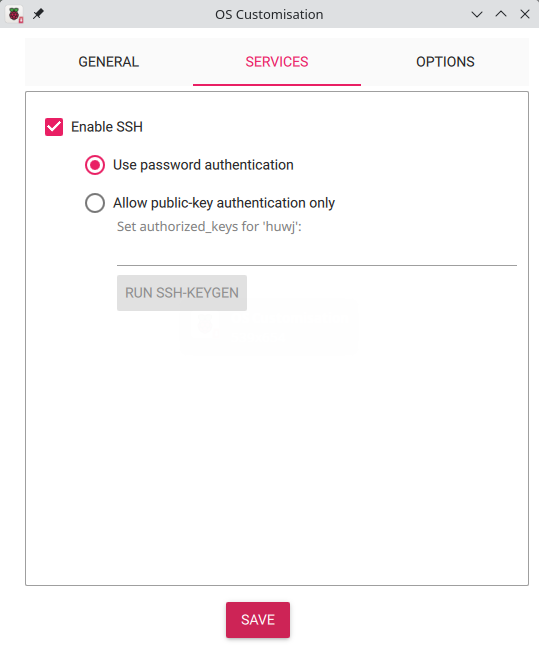 OS Customisation
GENERAL SERVICES OPTIONS
Enable SSH
Use password authentication
Allow public-key authentication only
Set authorized_keys for 'huwj':
RUN SSH-KEYGEN
SAVE